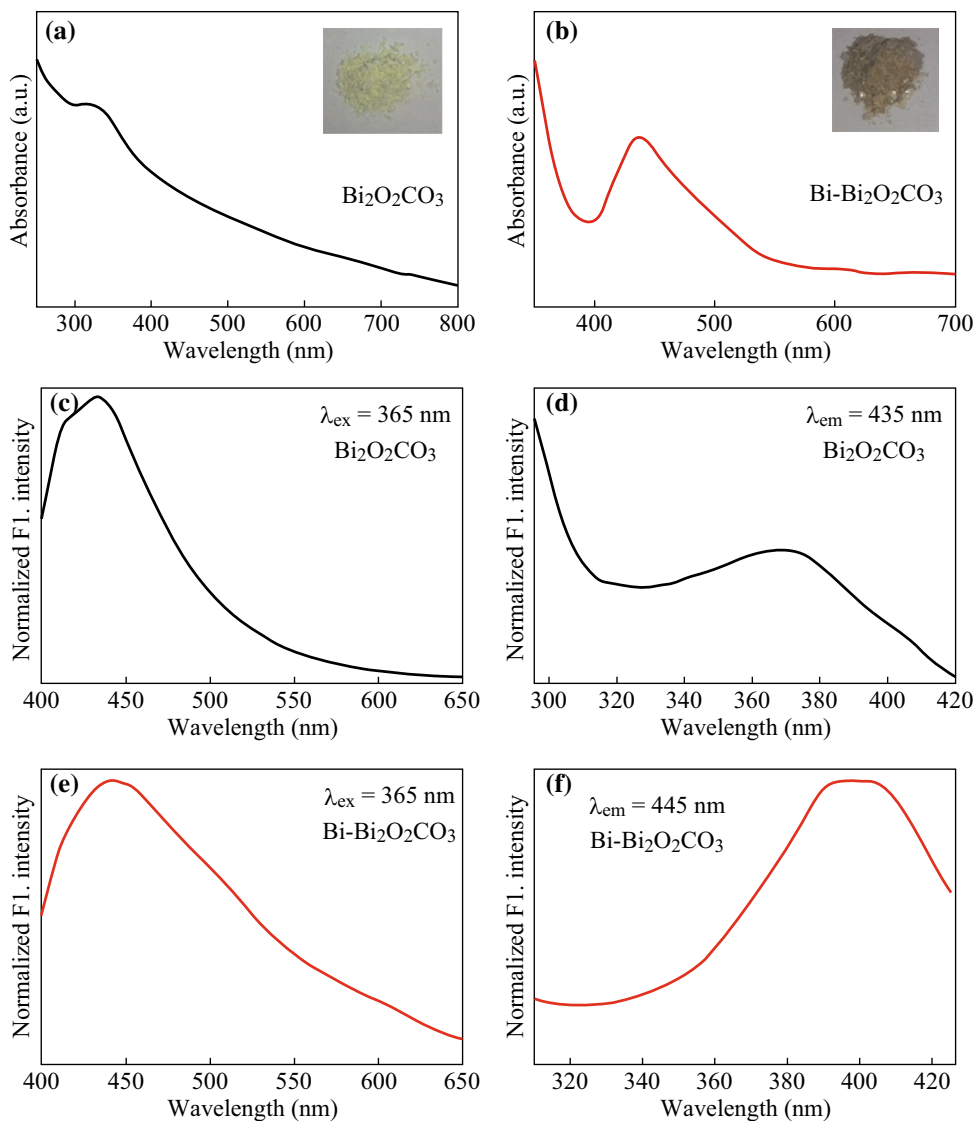 (a)
Absorbance (a.u.)
Bi₂O₂CO₃
300 400 500 600 700 800
Wavelength (nm)
(b)
Absorbance (a.u.)
Bi-Bi₂O₂CO₃
400 500 600 700
Wavelength (nm)
(c)
Normalized F1. intensity
λex = 365 nm
Bi₂O₂CO₃
400 450 500 550 600 650
Wavelength (nm)
(d)
Normalized F1. intensity
λem = 435 nm
Bi₂O₂CO₃
300 320 340 360 380 400 420
Wavelength (nm)
(e)
Normalized F1. intensity
λex = 365 nm
Bi-Bi₂O₂CO₃
400 450 500 550 600 650
Wavelength (nm)
(f)
Normalized F1. intensity
λem = 445 nm
Bi-Bi₂O₂CO₃
320 340 360 380 400 420
Wavelength (nm)